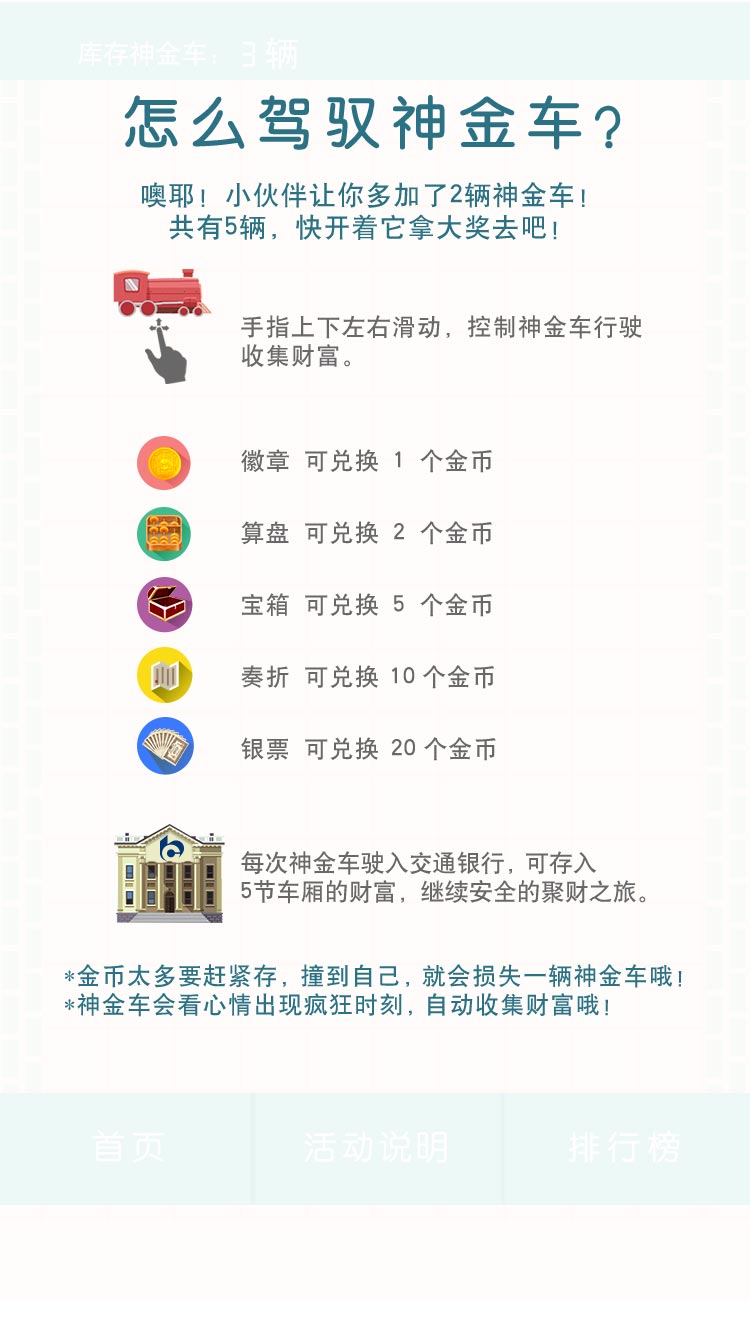 库存神金车：3辆
怎么驾驭神金车?
噢耶！小伙伴让你多加了2辆神金车！
共有5辆，快开着它拿大奖去吧！
手指上下左右滑动，控制神金车行驶
收集财富。
徽章 可兑换 1 个金币
算盘 可兑换 2 个金币
宝箱 可兑换 5 个金币
奏折 可兑换 10 个金币
银票 可兑换 20 个金币
每次神金车驶入交通银行，可存入
5节车厢的财富，继续安全的聚财之旅。
*金币太多要赶紧存，撞到自己，就会损失一辆神金车哦！
*神金车会看心情出现疯狂时刻，自动收集财富哦！
首页 活动说明 排行榜